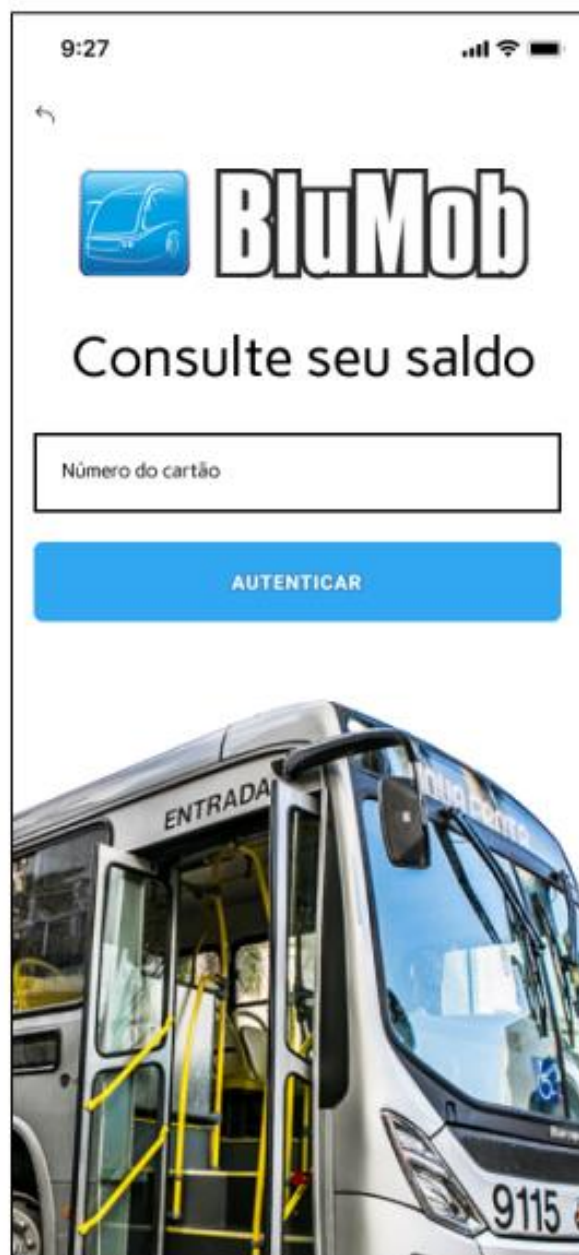 9:27
BluMob
Consulte seu saldo
Número do cartão
AUTENTICAR
ENTRADA
9115